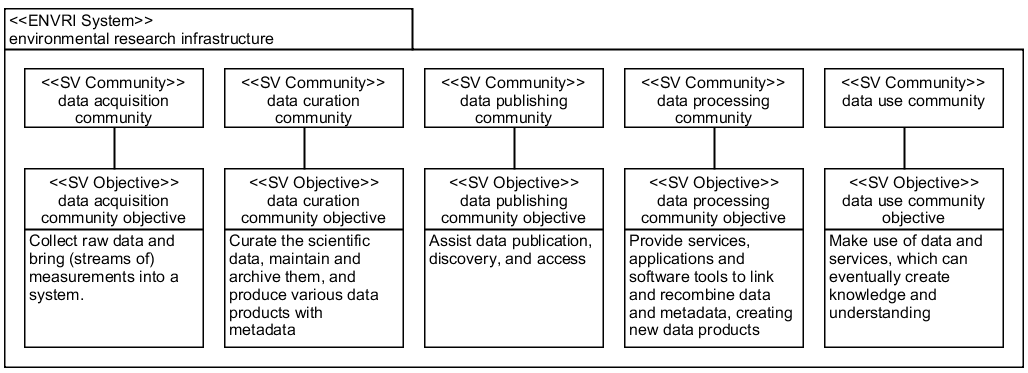 <<ENVRI System>>
environmental research infrastructure
<<SV Community>>
data acquisition
community
<<SV Community>>
data curation
community
<<SV Community>>
data publishing
community
<<SV Community>>
data processing
community
<<SV Community>>
data use community
<<SV Objective>>
data acquisition
community objective
Collect raw data and
bring (streams of)
measurements into a
system.
<<SV Objective>>
data curation
community objective
Curate the scientific
data, maintain and
archive them, and
produce various data
products with
metadata
<<SV Objective>>
data publishing
community objective
Assist data publication,
discovery, and access
<<SV Objective>>
data processing
community objective
Provide services,
applications and
software tools to link
and recombine data
and metadata, creating
new data products
<<SV Objective>>
data use community
objective
Make use of data and
services, which can
eventually create
knowledge and
understanding